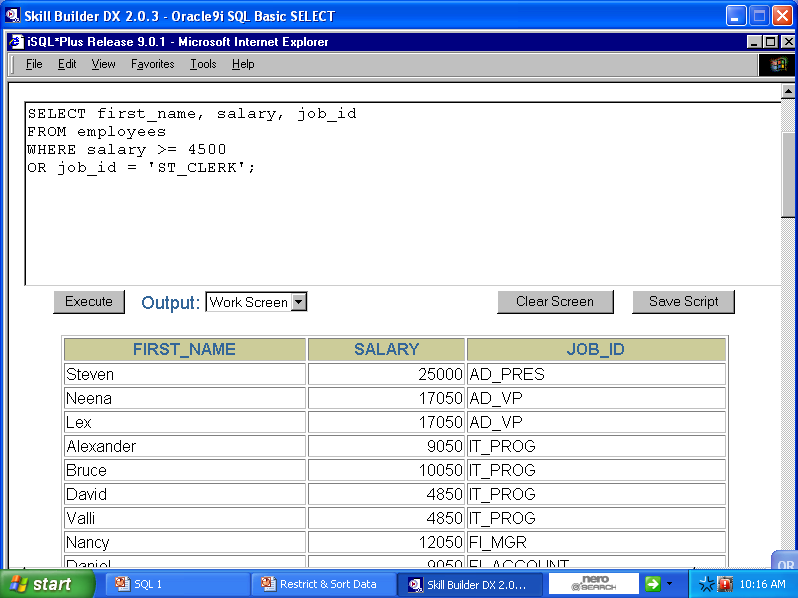 Skill Builder DX 2.0.3 - Oracle9i SQL Basic SELECT
iSQL*Plus Release 9.0.1 - Microsoft Internet Explorer
File Edit View Favorites Tools Help
SELECT first_name, salary, job_id
FROM employees
WHERE salary >= 4500
OR job_id = 'ST_CLERK';
Execute Output: Work Screen Clear Screen Save Script
FIRST_NAME SALARY JOB_ID
Steven 25000 AD_PRES
Neena 17050 AD_VP
Lex 17050 AD_VP
Alexander 9050 IT_PROG
Bruce 10050 IT_PROG
David 4850 IT_PROG
Valli 4850 IT_PROG
Nancy 12050 FI_MGR
Daniel 9050 FI_ACCOUNT
OR
start SQL 1 Restrict & Sort Data Skill Builder DX 2.0... nero @SEARCH 10:16 AM